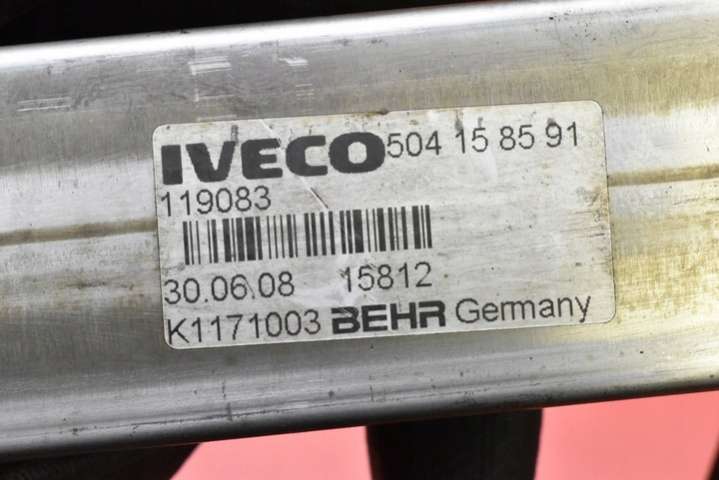 IVECO 504 15 85 91
119083
30.06.08 15812
K1171003 BEHR Germany